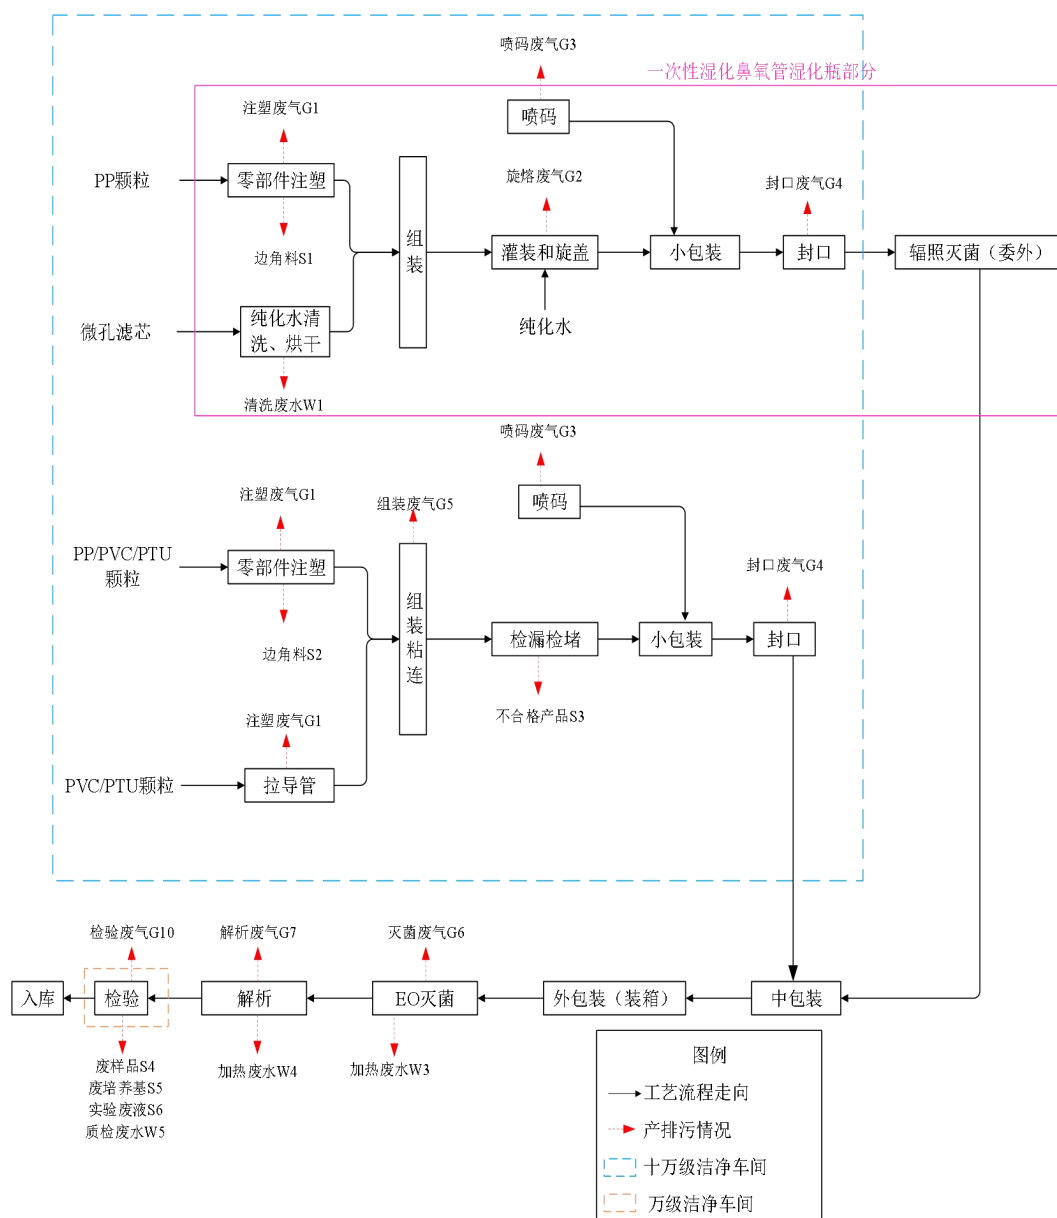 喷码废气G3
一次性湿化鼻氧管湿化瓶部分
注塑废气G1
喷码
PP颗粒
零部件注塑
组装
旋熔废气G2
封口废气G4
边角料S1
灌装和旋盖
小包装
封口
辐照灭菌（委外）
微孔滤芯
纯化水清
洗、烘干
纯化水
清洗废水W1
喷码废气G3
注塑废气G1
组装废气G5
喷码
PP/PVC/PTU
颗粒
零部件注塑
组装粘连
封口废气G4
边角料S2
检漏检堵
小包装
封口
注塑废气G1
不合格产品S3
PVC/PTU颗粒
拉导管
检验废气G10
解析废气G7
灭菌废气G6
入库
检验
解析
EO灭菌
外包装（装箱）
中包装
废样品S4
废培养基S5
实验废液S6
质检废水W5
加热废水W4
加热废水W3
图例
工艺流程走向
产排污情况
十万级洁净车间
万级洁净车间